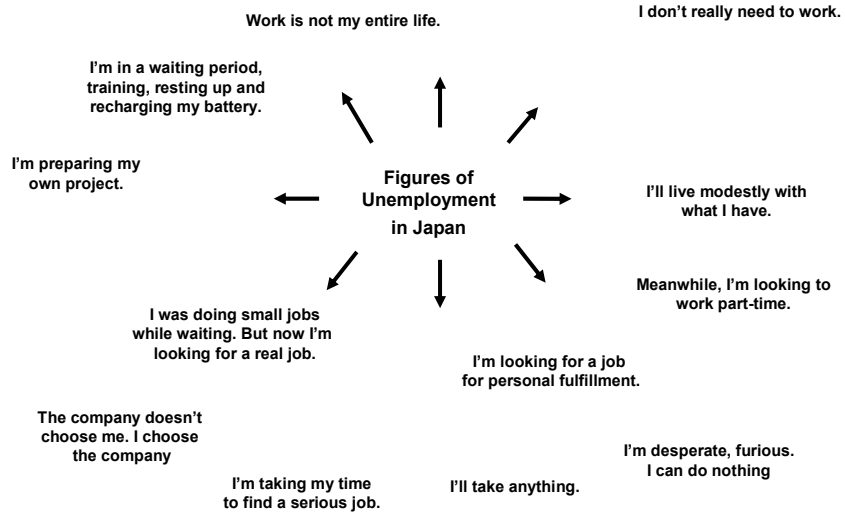 Work is not my entire life.
I don't really need to work.
I'm in a waiting period,
training, resting up and
recharging my battery.
I'm preparing my
own project.
Figures of
Unemployment
in Japan
I'll live modestly with
what I have.
Meanwhile, I'm looking to
work part-time.
I was doing small jobs
while waiting. But now I'm
looking for a real job.
I'm looking for a job
for personal fulfillment.
The company doesn't
choose me. I choose
the company
I'm taking my time
to find a serious job.
I'll take anything.
I'm desperate, furious.
I can do nothing